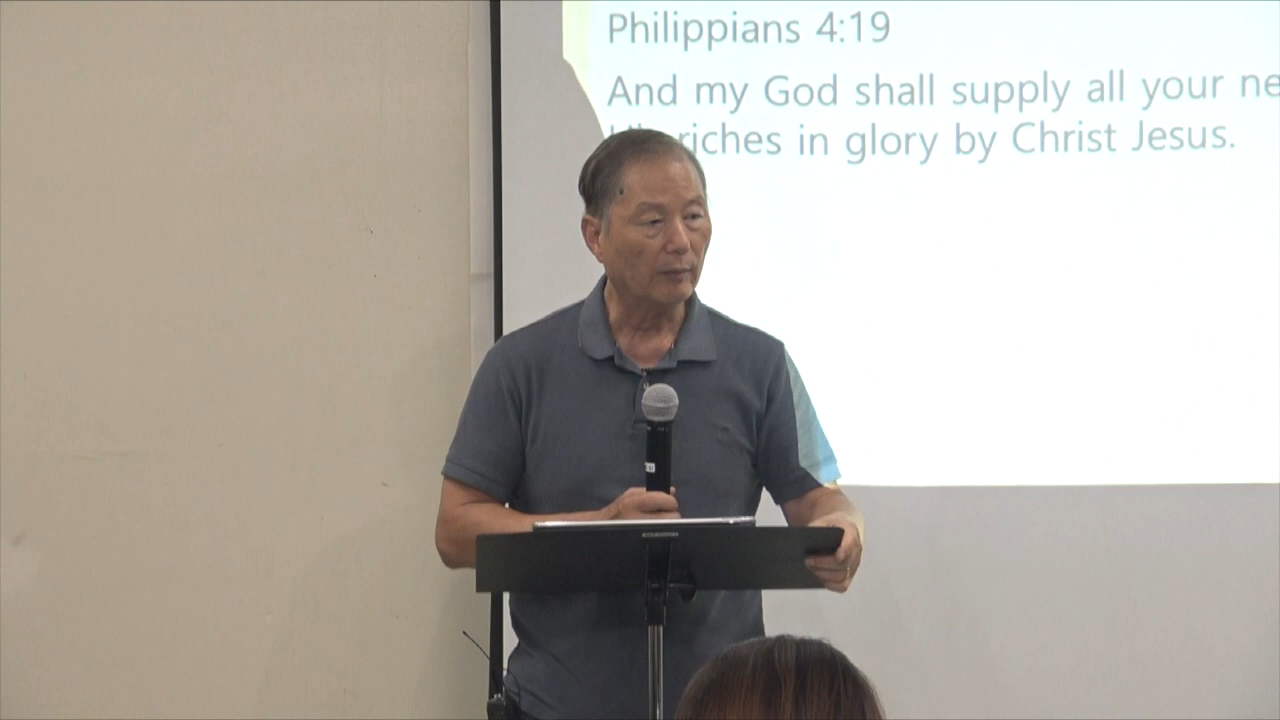 Philippians 4:19
And my God shall supply all your ne
riches in glory by Christ Jesus.